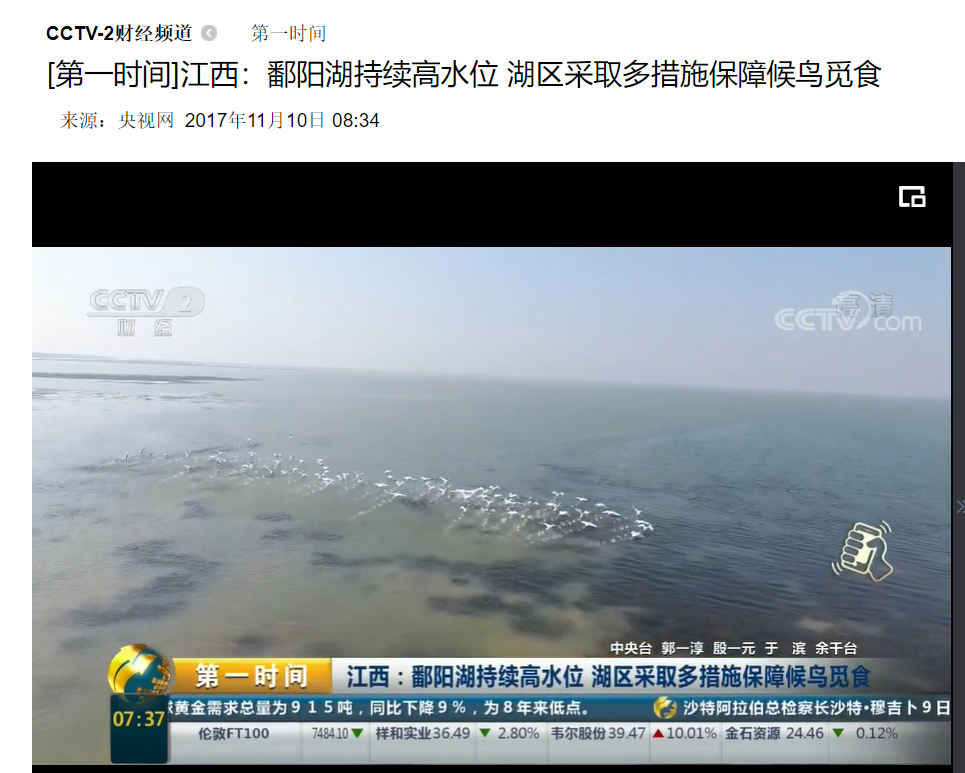 CCTV-2财经频道 第一时间
[第一时间]江西：鄱阳湖持续高水位 湖区采取多措施保障候鸟觅食
来源：央视网 2017年11月10日 08:34
CCTV 2
财 经
高清
CCTV.com
中央台 郭一淳 殷一元 于 滨 余干台
第一时间 江西：鄱阳湖持续高水位 湖区采取多措施保障候鸟觅食
07:37
球黄金需求总量为９１５吨，同比下降９％，为８年来低点。 沙特阿拉伯总检察长沙特·穆吉卜９日
伦敦FT100 7484.10▼ 祥和实业36.49 ▼ 2.80% 韦尔股份39.47 ▲10.01% 金石资源 24.46 ▼ 0.12%